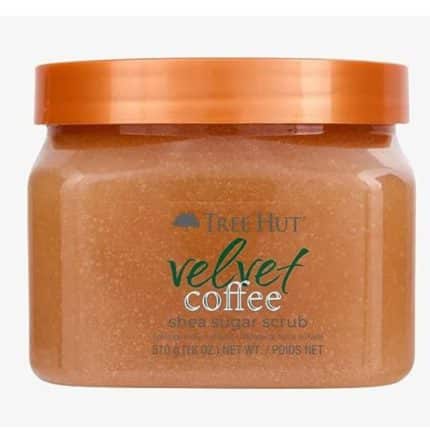 TREE HUT
velvet
coffee
shea sugar scrub
510 g (18 OZ.) NET WT. / POIDS NET